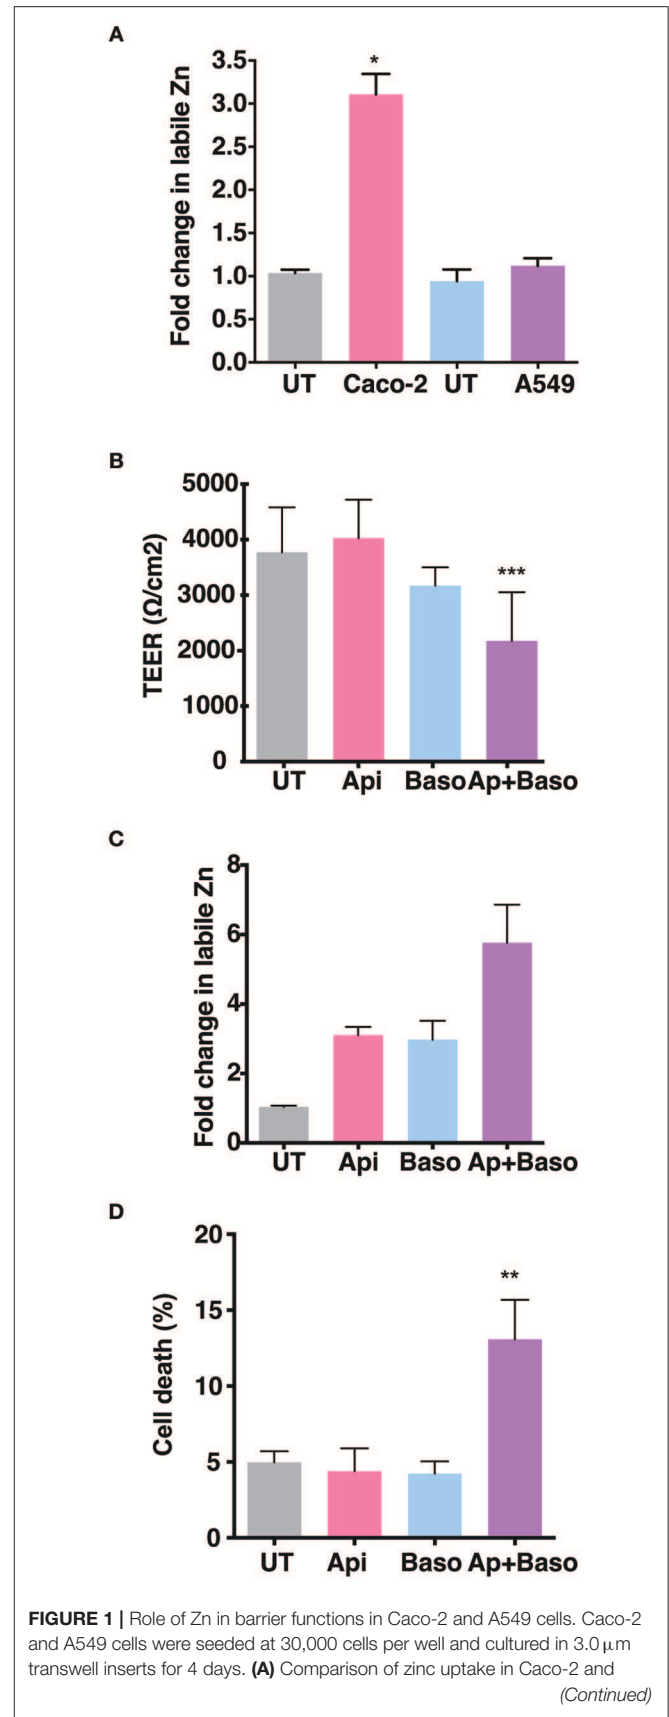 A
Fold change in labile Zn
3.5
3.0
2.5
2.0
1.5
1.0
0.5
0.0
*
UT Caco-2 UT A549
B
TEER (Ω/cm2)
5000
4000
3000
2000
1000
0
***
UT Api Baso Ap+Baso
C
Fold change in labile Zn
8
6
4
2
0
UT Api Baso Ap+Baso
D
Cell death (%)
20
15
10
5
0
**
UT Api Baso Ap+Baso
FIGURE 1 | Role of Zn in barrier functions in Caco-2 and A549 cells. Caco-2
and A549 cells were seeded at 30,000 cells per well and cultured in 3.0 μm
transwell inserts for 4 days. (A) Comparison of zinc uptake in Caco-2 and
(Continued)